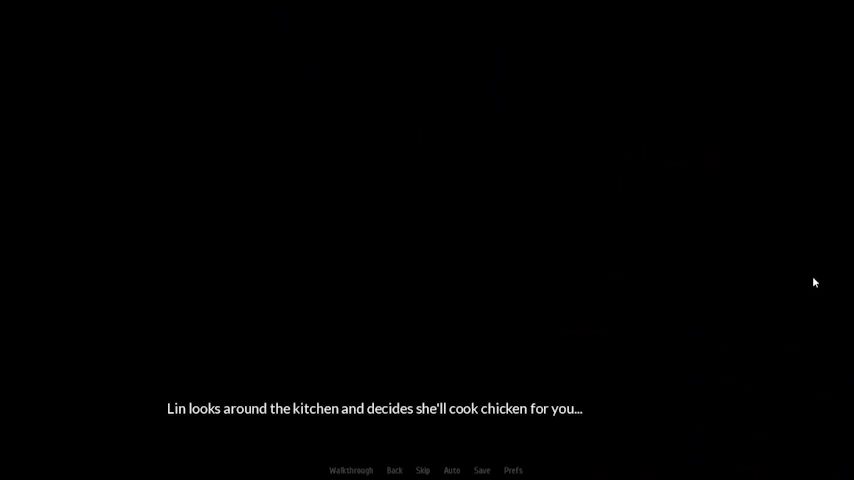 Lin looks around the kitchen and decides she'll cook chicken for you...
Walkthrough Back Skip Auto Save Prefs